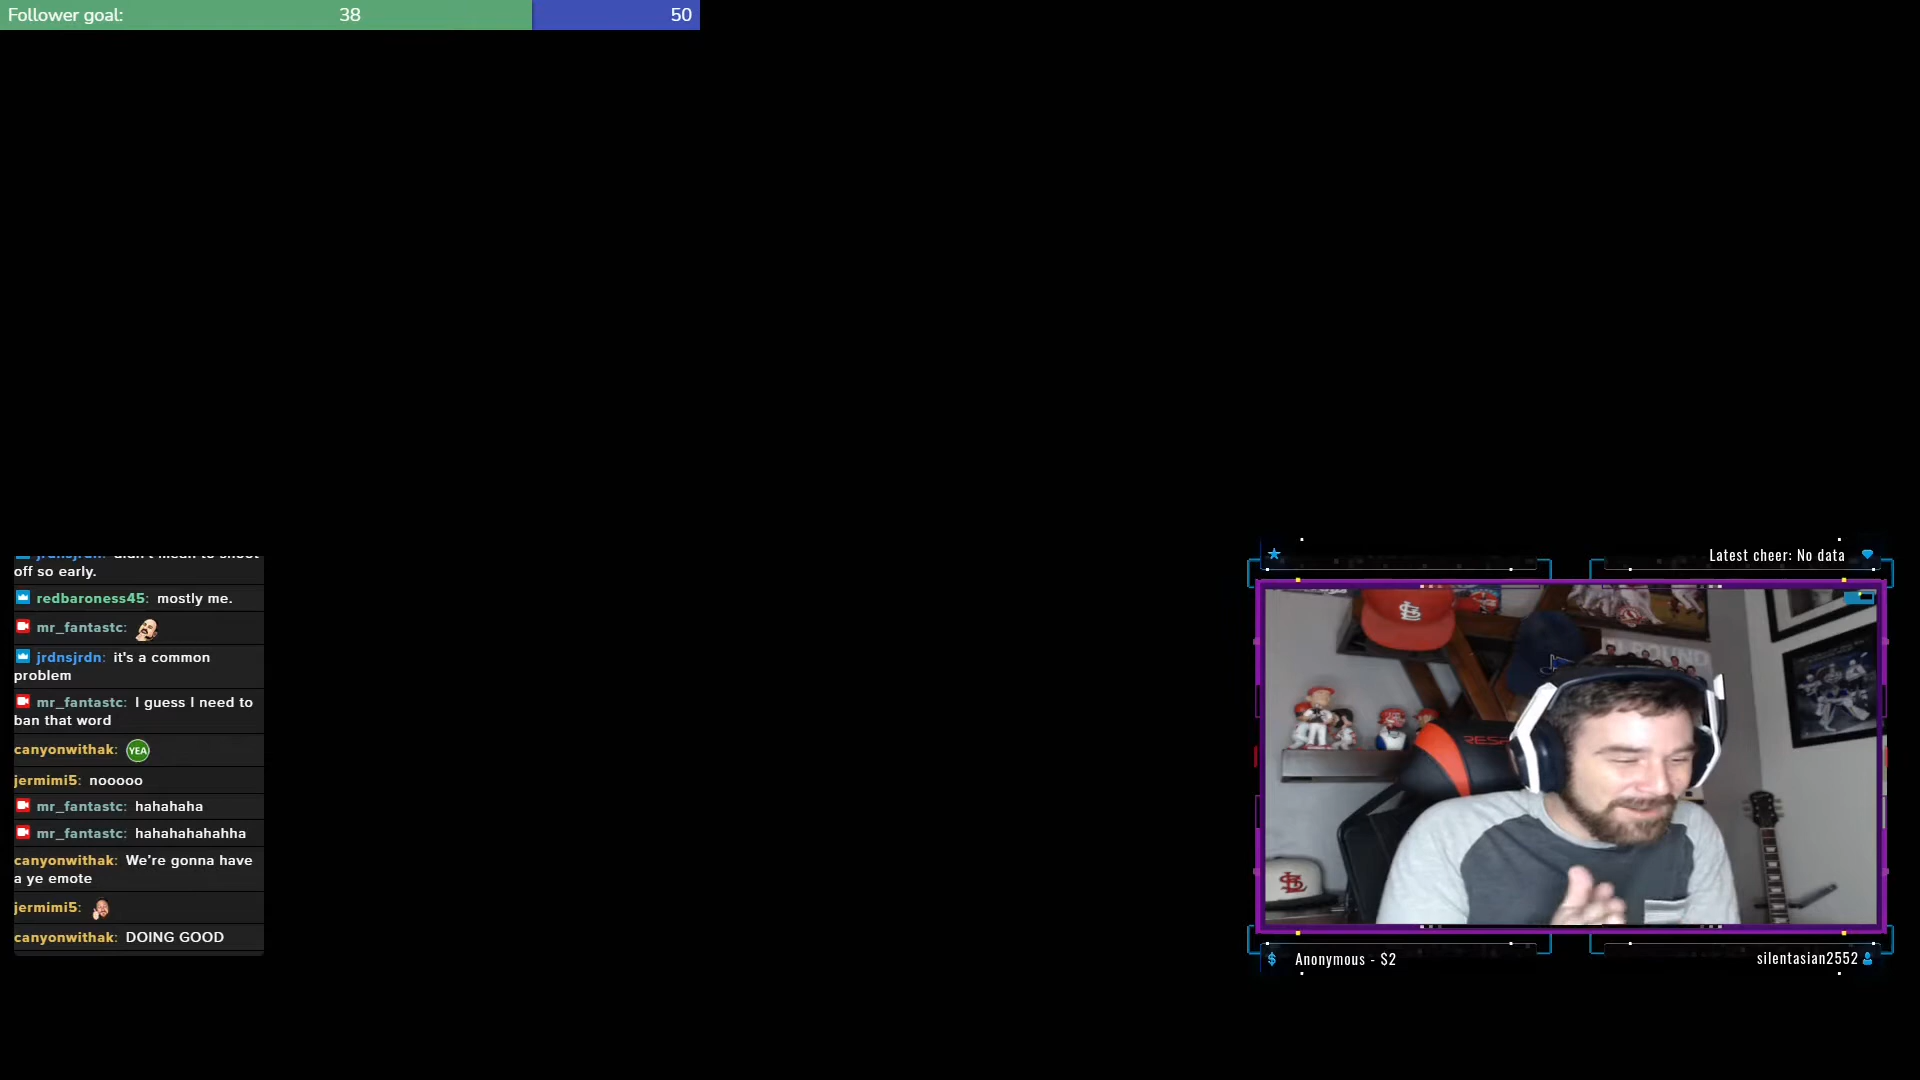 Follower goal: 38 50
off so early.
redbaroness45: mostly me.
mr_fantastc:
jrdnsjrdn: it's a common
problem
mr_fantastc: I guess I need to
ban that word
canyonwithak: YEA
jermimi5: nooooo
mr_fantastc: hahahaha
mr_fantastc: hahahahahahha
canyonwithak: We're gonna have
a ye emote
jermimi5:
canyonwithak: DOING GOOD
Latest cheer: No data
Anonymous - $2
silentasian2552